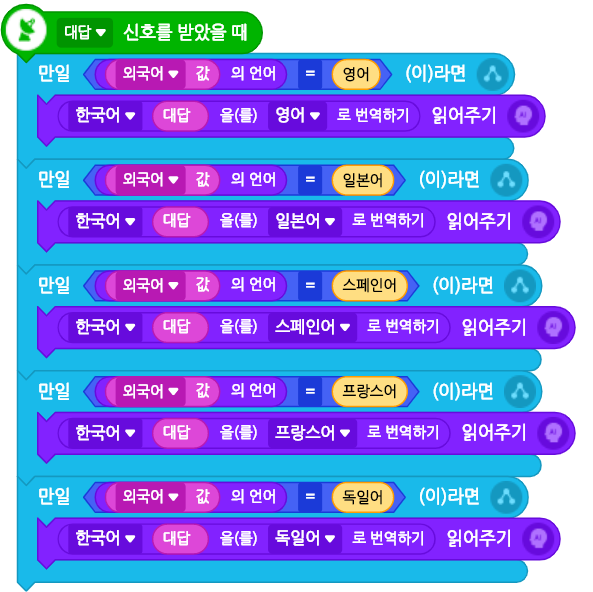 대답 신호를 받았을 때
만일 외국어 값 의 언어 = 영어 (이)라면
한국어 대답 을(를) 영어 로 번역하기 읽어주기
만일 외국어 값 의 언어 = 일본어 (이)라면
한국어 대답 을(를) 일본어 로 번역하기 읽어주기
만일 외국어 값 의 언어 = 스페인어 (이)라면
한국어 대답 을(를) 스페인어 로 번역하기 읽어주기
만일 외국어 값 의 언어 = 프랑스어 (이)라면
한국어 대답 을(를) 프랑스어 로 번역하기 읽어주기
만일 외국어 값 의 언어 = 독일어 (이)라면
한국어 대답 을(를) 독일어 로 번역하기 읽어주기